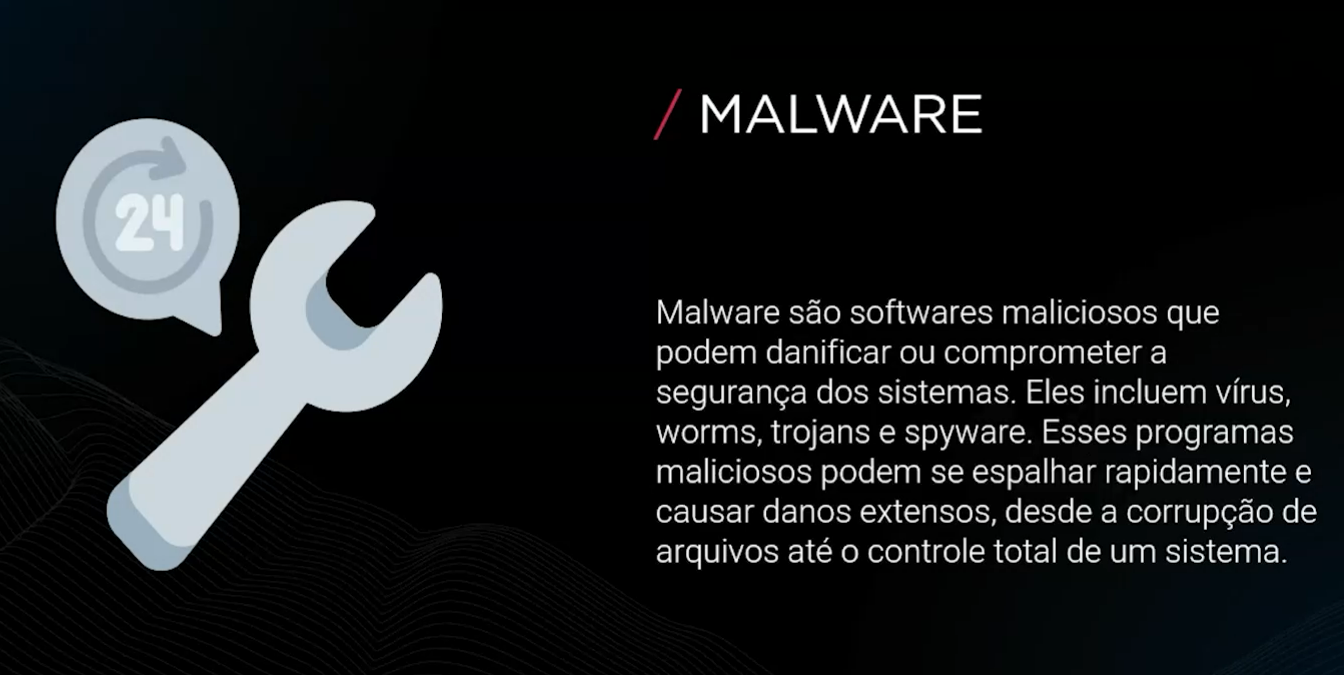 24
/ MALWARE
Malware são softwares maliciosos que
podem danificar ou comprometer a
segurança dos sistemas. Eles incluem vírus,
worms, trojans e spyware. Esses programas
maliciosos podem se espalhar rapidamente e
causar danos extensos, desde a corrupção de
arquivos até o controle total de um sistema.